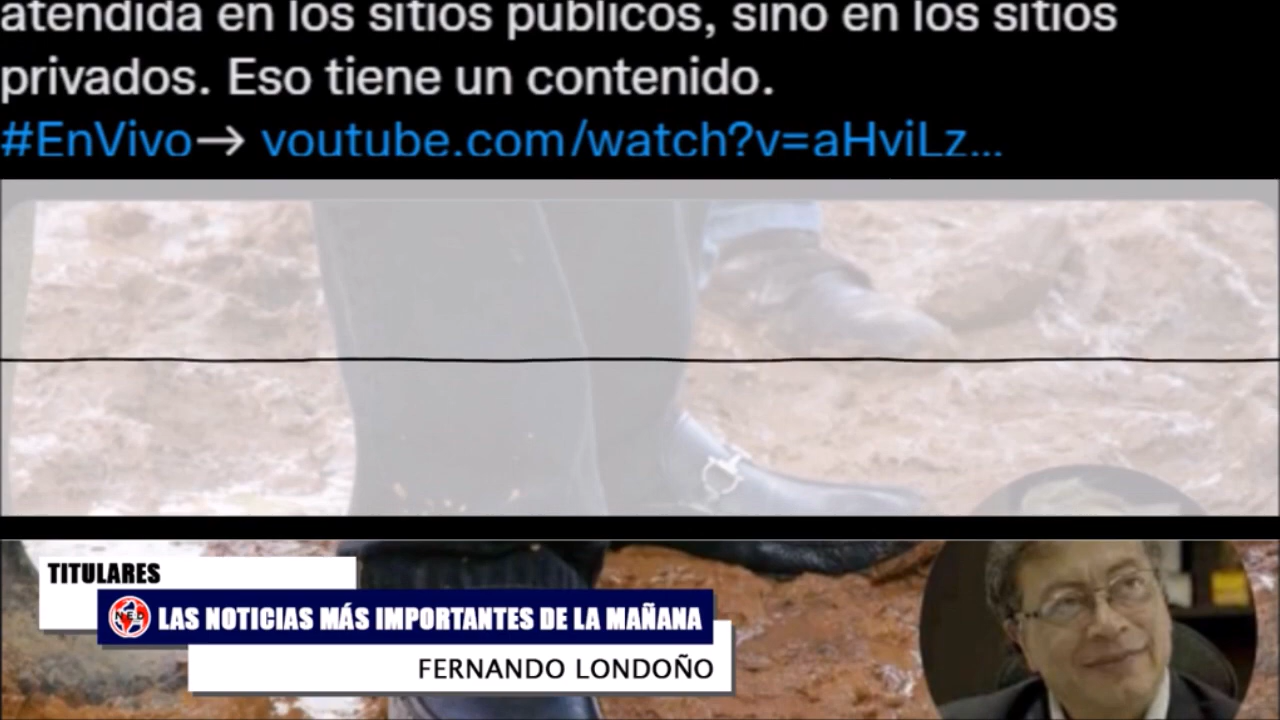 atendida en los sitios públicos, sino en los sitios
privados. Eso tiene un contenido.
#EnVivo→ youtube.com/watch?v=aHviLz...
TITULARES
LAS NOTICIAS MÁS IMPORTANTES DE LA MAÑANA
FERNANDO LONDOÑO